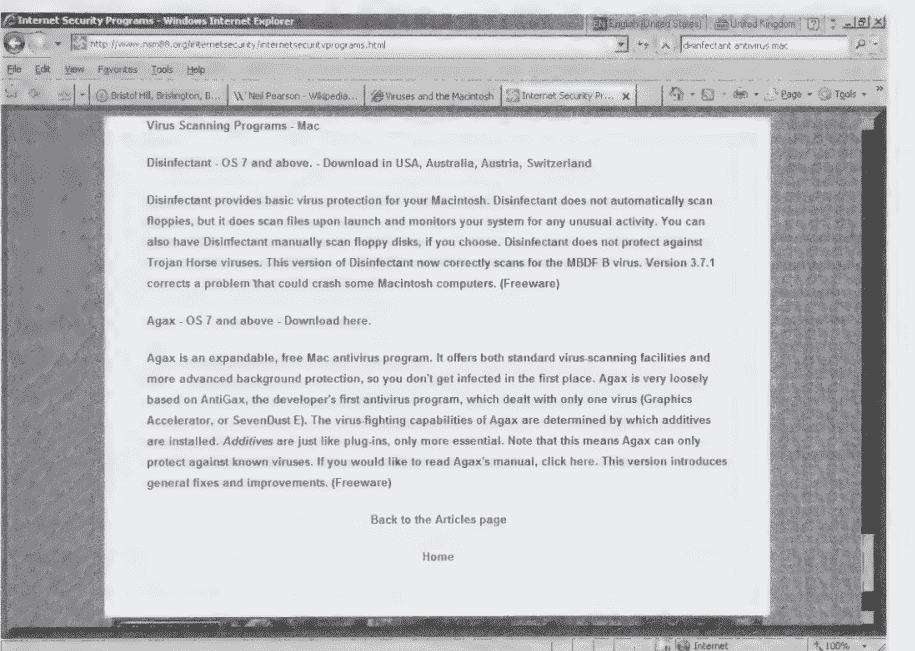 Internet Security Programs - Windows Internet Explorer
EN English (United States) United Kingdom
http://www.nsm88.org/internetsecurity/internetsecurityprograms.html
disinfectant antivirus mac
File Edit View Favorites Tools Help
Bristol Hill, Brislington, B... Neil Pearson - Wikipedia... Viruses and the Macintosh Internet Security Pr... Page Tools
Virus Scanning Programs - Mac
Disinfectant - OS 7 and above. - Download in USA, Australia, Austria, Switzerland
Disinfectant provides basic virus protection for your Macintosh. Disinfectant does not automatically scan
floppies, but it does scan files upon launch and monitors your system for any unusual activity. You can
also have Disinfectant manually scan floppy disks, if you choose. Disinfectant does not protect against
Trojan Horse viruses. This version of Disinfectant now correctly scans for the MBDF B virus. Version 3.7.1
corrects a problem that could crash some Macintosh computers. (Freeware)
Agax - OS 7 and above - Download here.
Agax is an expandable, free Mac antivirus program. It offers both standard virus-scanning facilities and
more advanced background protection, so you don't get infected in the first place. Agax is very loosely
based on AntiGax, the developer's first antivirus program, which dealt with only one virus (Graphics
Accelerator, or SevenDust E). The virus-fighting capabilities of Agax are determined by which additives
are installed. Additives are just like plug-ins, only more essential. Note that this means Agax can only
protect against known viruses. If you would like to read Agax's manual, click here. This version introduces
general fixes and improvements. (Freeware)
Back to the Articles page
Home
Internet 100%